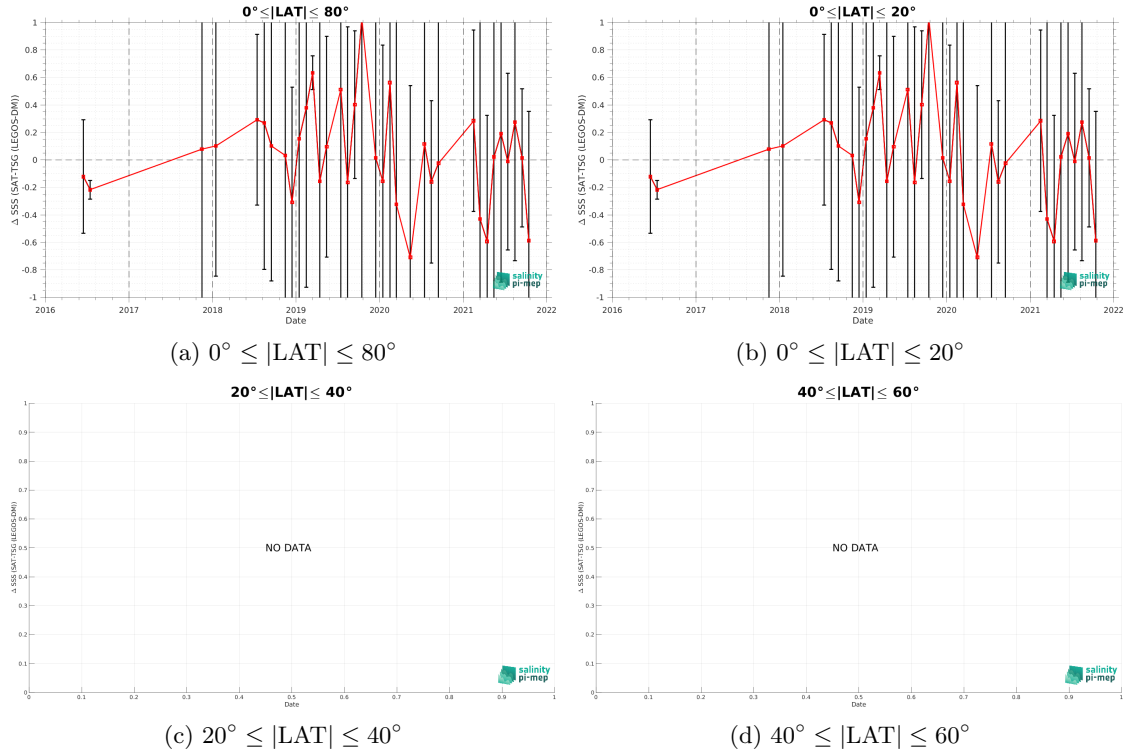 0°≤|LAT|≤ 80°
Δ SSS (SAT-TSG (LEGOS-DM))
1
0.8
0.6
0.4
0.2
0
-0.2
-0.4
-0.6
-0.8
-1
2016 2017 2018 2019 2020 2021 2022
Date
salinity
pi-mep
(a) 0° ≤ |LAT| ≤ 80°
0°≤|LAT|≤ 20°
Δ SSS (SAT-TSG (LEGOS-DM))
1
0.8
0.6
0.4
0.2
0
-0.2
-0.4
-0.6
-0.8
-1
2016 2017 2018 2019 2020 2021 2022
Date
salinity
pi-mep
(b) 0° ≤ |LAT| ≤ 20°
20°≤|LAT|≤ 40°
Δ SSS (SAT-TSG (LEGOS-DM))
1
0.9
0.8
0.7
0.6
0.5
0.4
0.3
0.2
0.1
0
NO DATA
0 0.1 0.2 0.3 0.4 0.5 0.6 0.7 0.8 0.9 1
Date
salinity
pi-mep
(c) 20° ≤ |LAT| ≤ 40°
40°≤|LAT|≤ 60°
Δ SSS (SAT-TSG (LEGOS-DM))
1
0.9
0.8
0.7
0.6
0.5
0.4
0.3
0.2
0.1
0
NO DATA
0 0.1 0.2 0.3 0.4 0.5 0.6 0.7 0.8 0.9 1
Date
salinity
pi-mep
(d) 40° ≤ |LAT| ≤ 60°